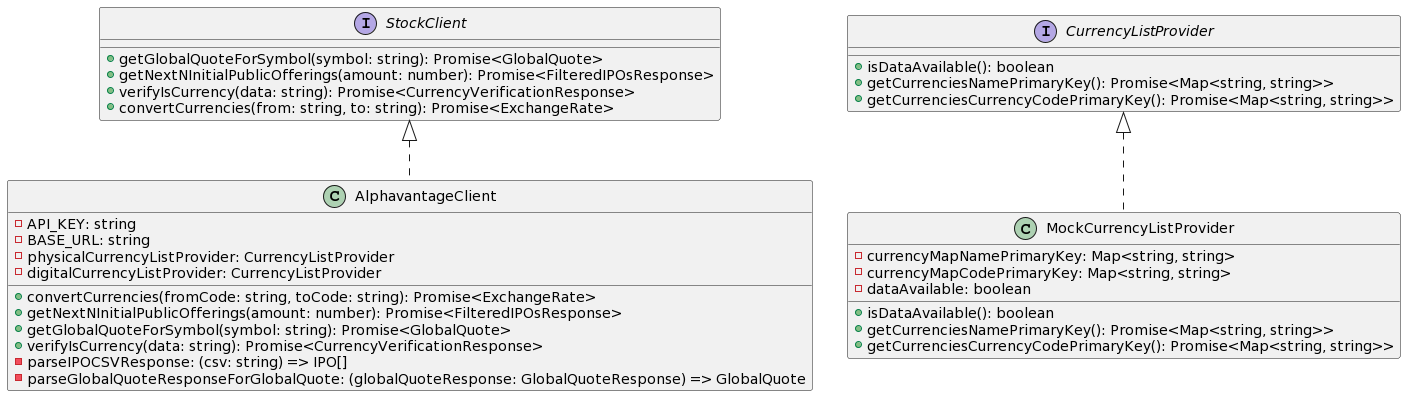 I StockClient
getGlobalQuoteForSymbol(symbol: string): Promise<GlobalQuote>
getNextNInitialPublicOfferings(amount: number): Promise<FilteredIPOsResponse>
verifyIsCurrency(data: string): Promise<CurrencyVerificationResponse>
convertCurrencies(from: string, to: string): Promise<ExchangeRate>
I CurrencyListProvider
isDataAvailable(): boolean
getCurrenciesNamePrimaryKey(): Promise<Map<string, string>>
getCurrenciesCurrencyCodePrimaryKey(): Promise<Map<string, string>>
C AlphavantageClient
API_KEY: string
BASE_URL: string
physicalCurrencyListProvider: CurrencyListProvider
digitalCurrencyListProvider: CurrencyListProvider
convertCurrencies(fromCode: string, toCode: string): Promise<ExchangeRate>
getNextNInitialPublicOfferings(amount: number): Promise<FilteredIPOsResponse>
getGlobalQuoteForSymbol(symbol: string): Promise<GlobalQuote>
verifyIsCurrency(data: string): Promise<CurrencyVerificationResponse>
parseIPOCSVResponse: (csv: string) => IPO[]
parseGlobalQuoteResponseForGlobalQuote: (globalQuoteResponse: GlobalQuoteResponse) => GlobalQuote
C MockCurrencyListProvider
currencyMapNamePrimaryKey: Map<string, string>
currencyMapCodePrimaryKey: Map<string, string>
dataAvailable: boolean
isDataAvailable(): boolean
getCurrenciesNamePrimaryKey(): Promise<Map<string, string>>
getCurrenciesCurrencyCodePrimaryKey(): Promise<Map<string, string>>